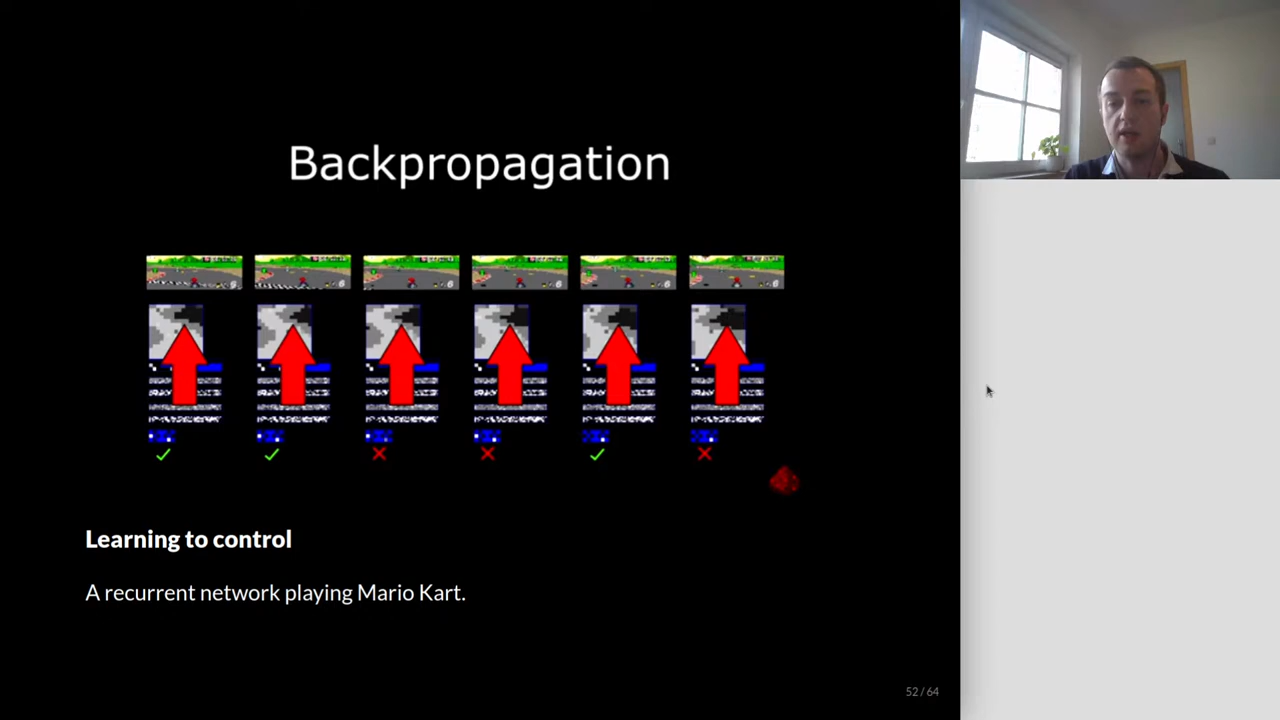 Backpropagation
Learning to control
A recurrent network playing Mario Kart.
52 / 64